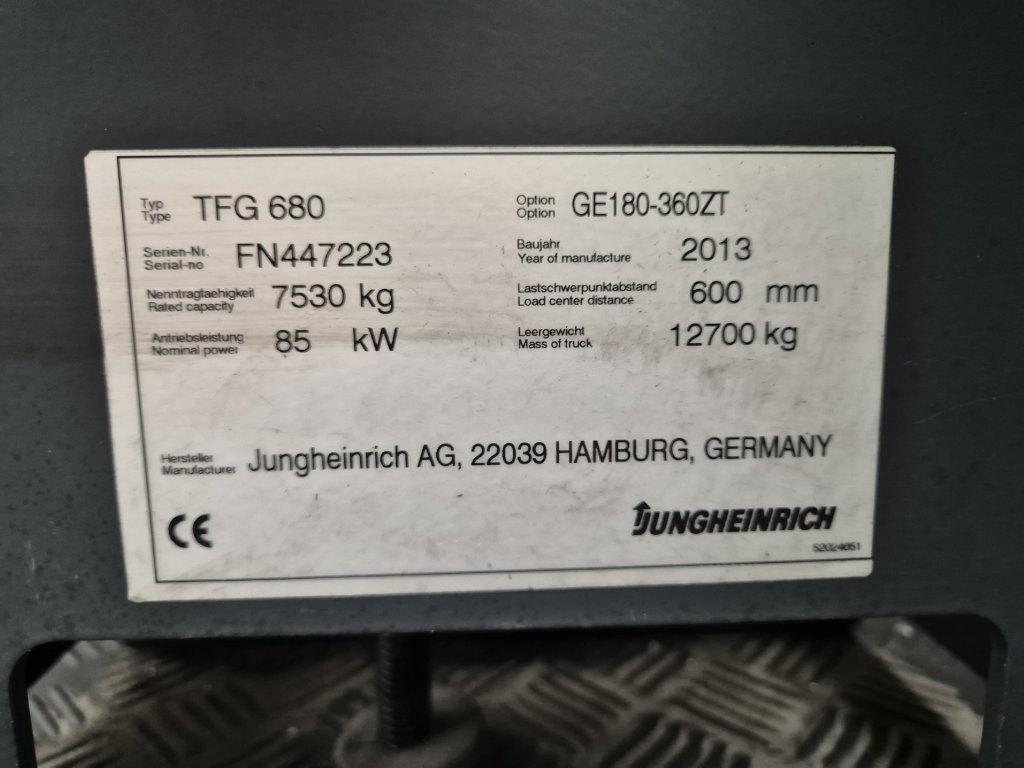 Typ
Type TFG 680
Option
Option GE180-360ZT
Serien-Nr.
Serial-no FN447223
Baujahr
Year of manufacture 2013
Nenntragfaehigkeit
Rated capacity 7530 kg
Lastschwerpunktabstand
Load center distance 600 mm
Antriebsleistung
Nominal power 85 kW
Leergewicht
Mass of truck 12700 kg
Hersteller
Manufacturer Jungheinrich AG, 22039 HAMBURG, GERMANY
CE
JUNGHEINRICH
52024651